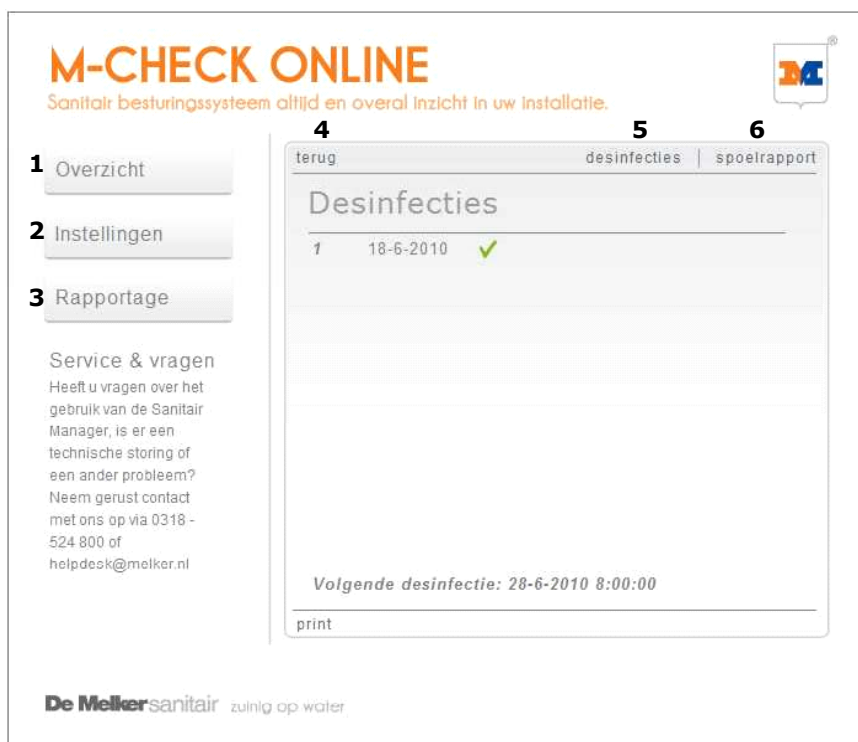 M-CHECK ONLINE
Sanitair besturingssysteem altijd en overal inzicht in uw installatie.
M
®
1 Overzicht
2 Instellingen
3 Rapportage
Service & vragen
Heeft u vragen over het
gebruik van de Sanitair
Manager, is er een
technische storing of
een ander probleem?
Neem gerust contact
met ons op via 0318 -
524 800 of
helpdesk@melker.nl
4 5 6
terug desinfecties | spoelrapport
Desinfecties
1 18-6-2010 ✓
Volgende desinfectie: 28-6-2010 8:00:00
print
De Melkersanitair zuinig op water